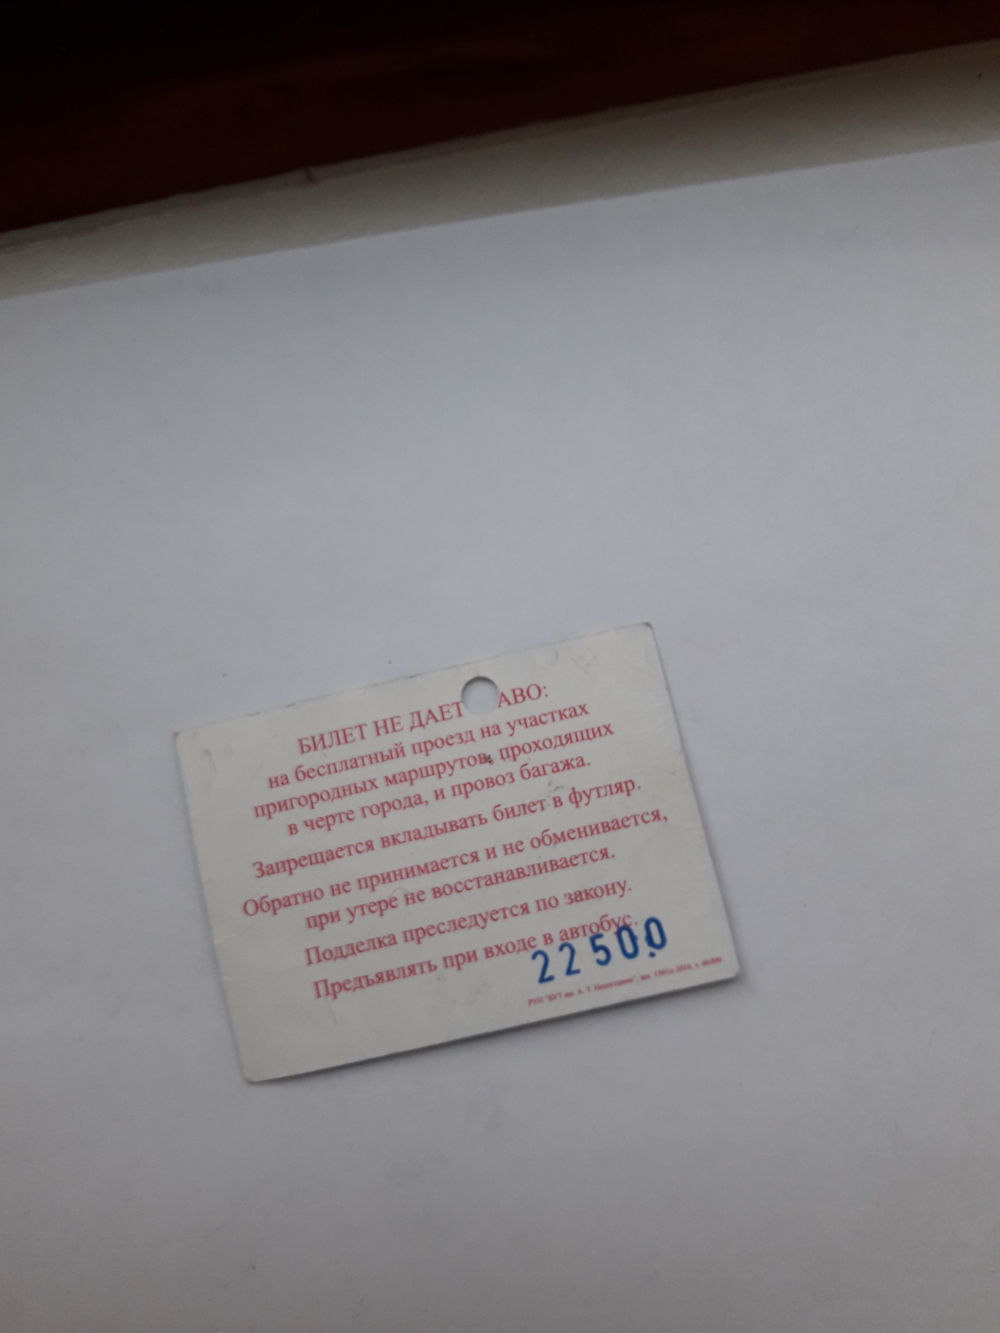 БИЛЕТ НЕ ДАЕТ АВО:
на бесплатный проезд на участках
пригородных маршрутов, проходящих
в черте города, и провоз багажа.
Запрещается вкладывать билет в футляр.
Обратно не принимается и не обменивается,
при утере не восстанавливается.
Подделка преследуется по закону.
Предъявлять при входе в автобус.
22500